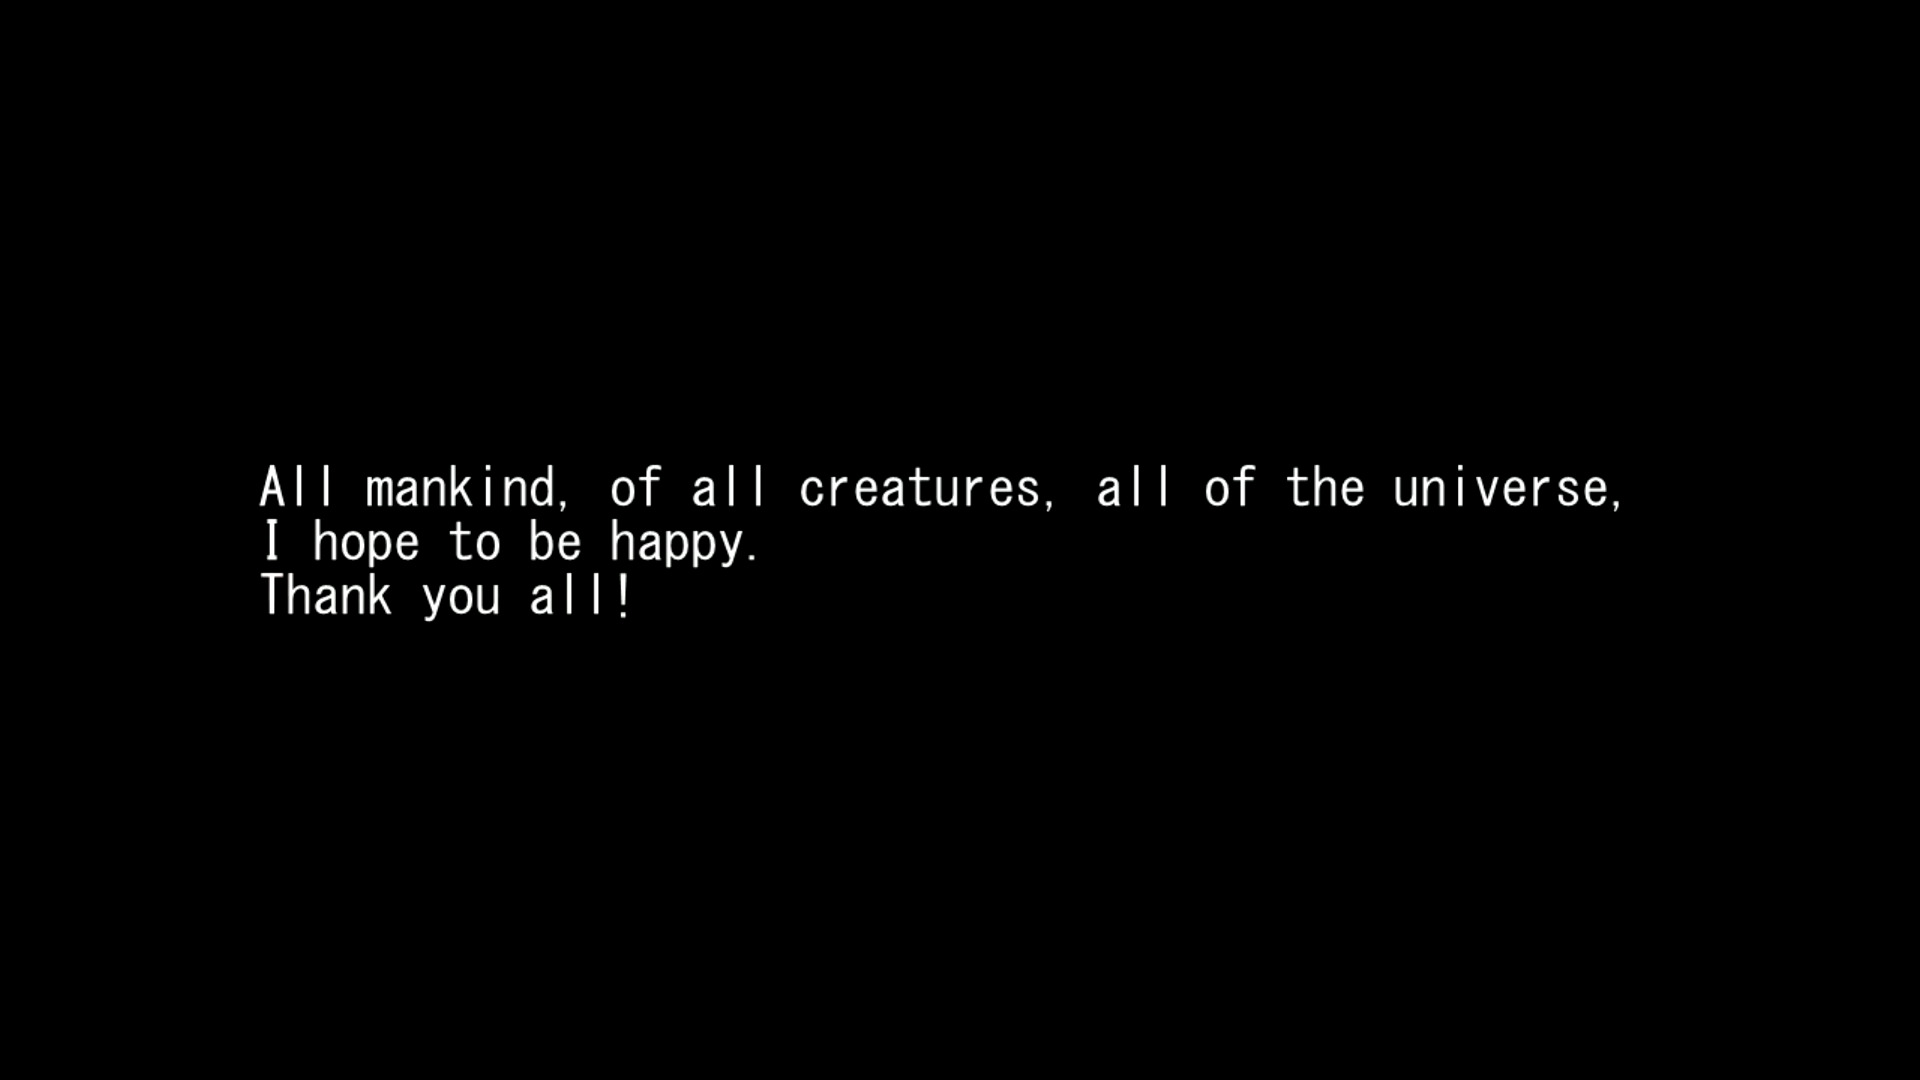 All mankind, of all creatures, all of the universe,
I hope to be happy.
Thank you all!